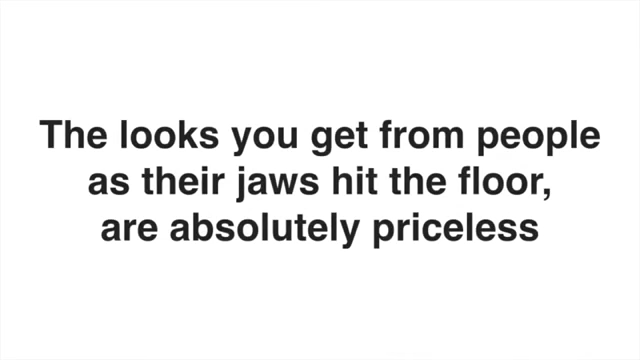 The looks you get from people
as their jaws hit the floor,
are absolutely priceless